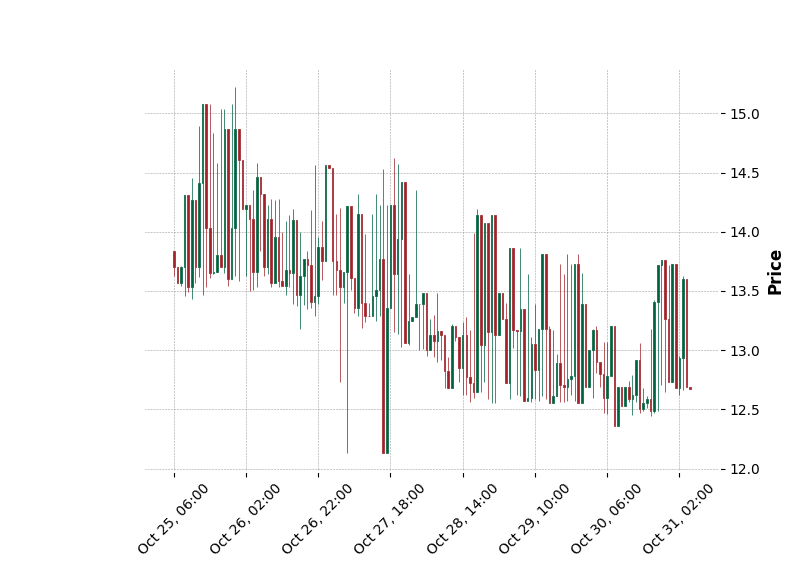 15.0
14.5
14.0
13.5
13.0
12.5
12.0
Price
Oct 25, 06:00
Oct 26, 02:00
Oct 26, 22:00
Oct 27, 18:00
Oct 28, 14:00
Oct 29, 10:00
Oct 30, 06:00
Oct 31, 02:00